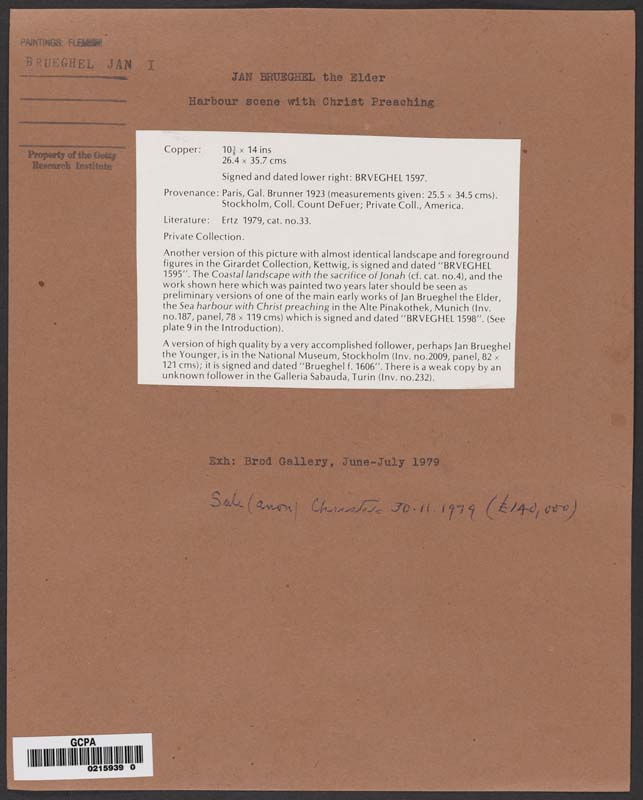 PAINTINGS: FLEMISH
BRUEGHEL JAN I
Property of the Getty
Research Institute
JAN BRUEGHEL the Elder
Harbour scene with Christ Preaching
Copper: 10¾ × 14 ins
26.4 × 35.7 cms
Signed and dated lower right: BRVEGHEL 1597.
Provenance: Paris, Gal. Brunner 1923 (measurements given: 25.5 × 34.5 cms).
Stockholm, Coll. Count DeFuer; Private Coll., America.
Literature: Ertz 1979, cat. no.33.
Private Collection.
Another version of this picture with almost identical landscape and foreground
figures in the Girardet Collection, Kettwig, is signed and dated "BRVEGHEL
1595". The Coastal landscape with the sacrifice of Jonah (cf. cat. no.4), and the
work shown here which was painted two years later should be seen as
preliminary versions of one of the main early works of Jan Brueghel the Elder,
the Sea harbour with Christ preaching in the Alte Pinakothek, Munich (Inv.
no.187, panel, 78 × 119 cms) which is signed and dated "BRVEGHEL 1598". (See
plate 9 in the Introduction).
A version of high quality by a very accomplished follower, perhaps Jan Brueghel
the Younger, is in the National Museum, Stockholm (Inv. no.2009, panel, 82 ×
121 cms); it is signed and dated "Brueghel f. 1606". There is a weak copy by an
unknown follower in the Galleria Sabauda, Turin (Inv. no.232).
Exh: Brod Gallery, June-July 1979
Sale (anon) Christie's 30.11.1979 (£140,000)
GCPA
0215939 0